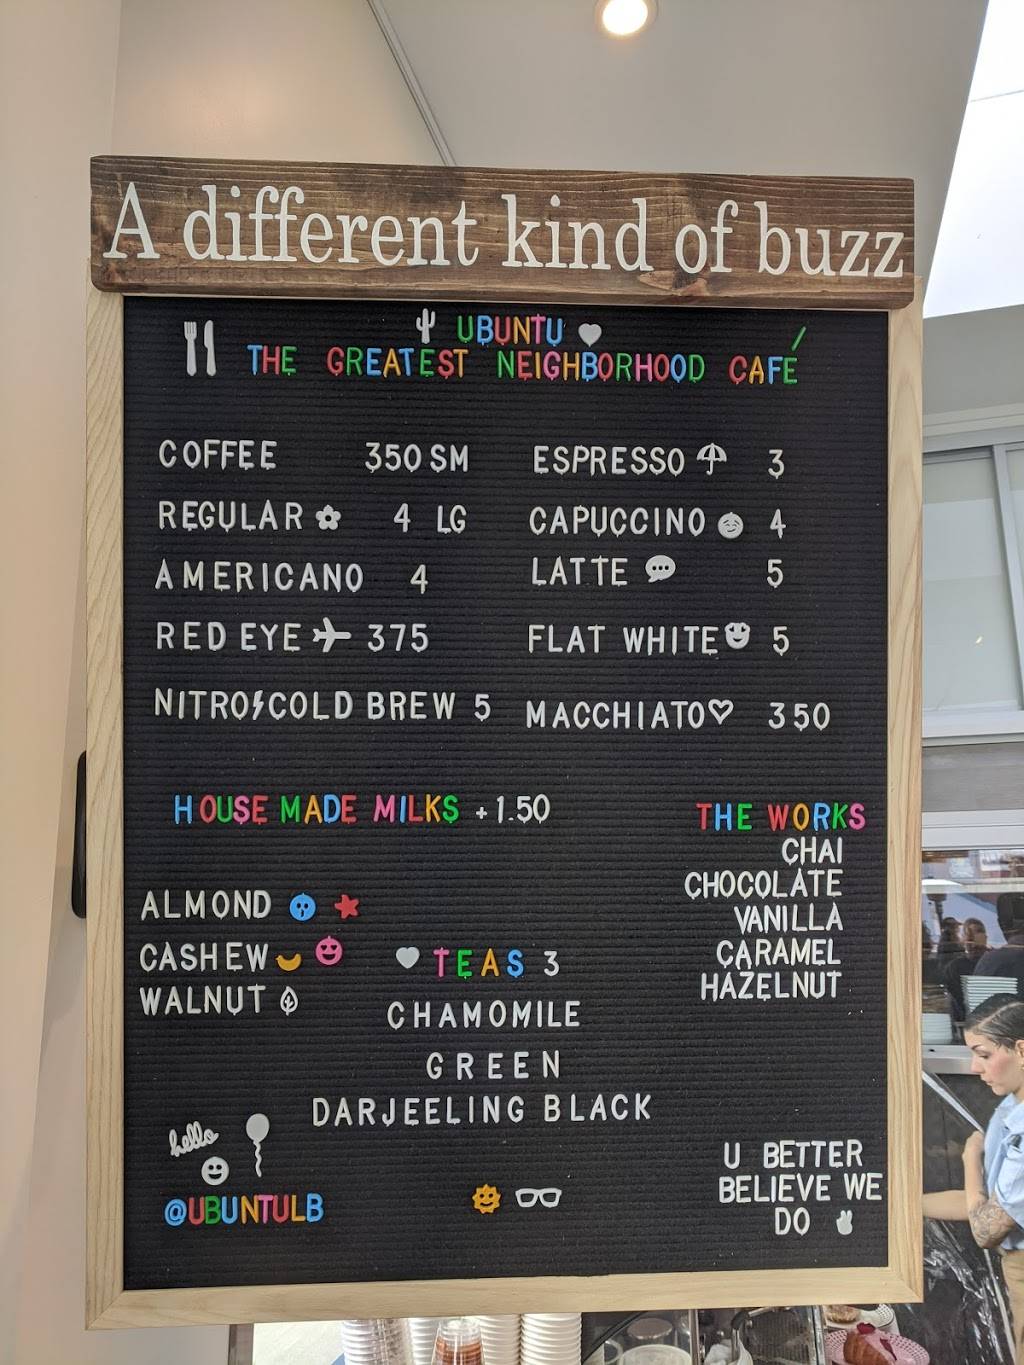 A different kind of buzz
UBUNTU
THE GREATEST NEIGHBORHOOD CAFÉ
COFFEE 350 SM
REGULAR 4 LG
AMERICANO 4
RED EYE 375
NITRO COLD BREW 5
ESPRESSO 3
CAPUCCINO 4
LATTE 5
FLAT WHITE 5
MACCHIATO 350
HOUSE MADE MILKS +1.50
ALMOND
CASHEW
WALNUT
TEAS 3
CHAMOMILE
GREEN
DARJEELING BLACK
THE WORKS
CHAI
CHOCOLATE
VANILLA
CARAMEL
HAZELNUT
hello
@UBUNTULB
U BETTER
BELIEVE WE
DO